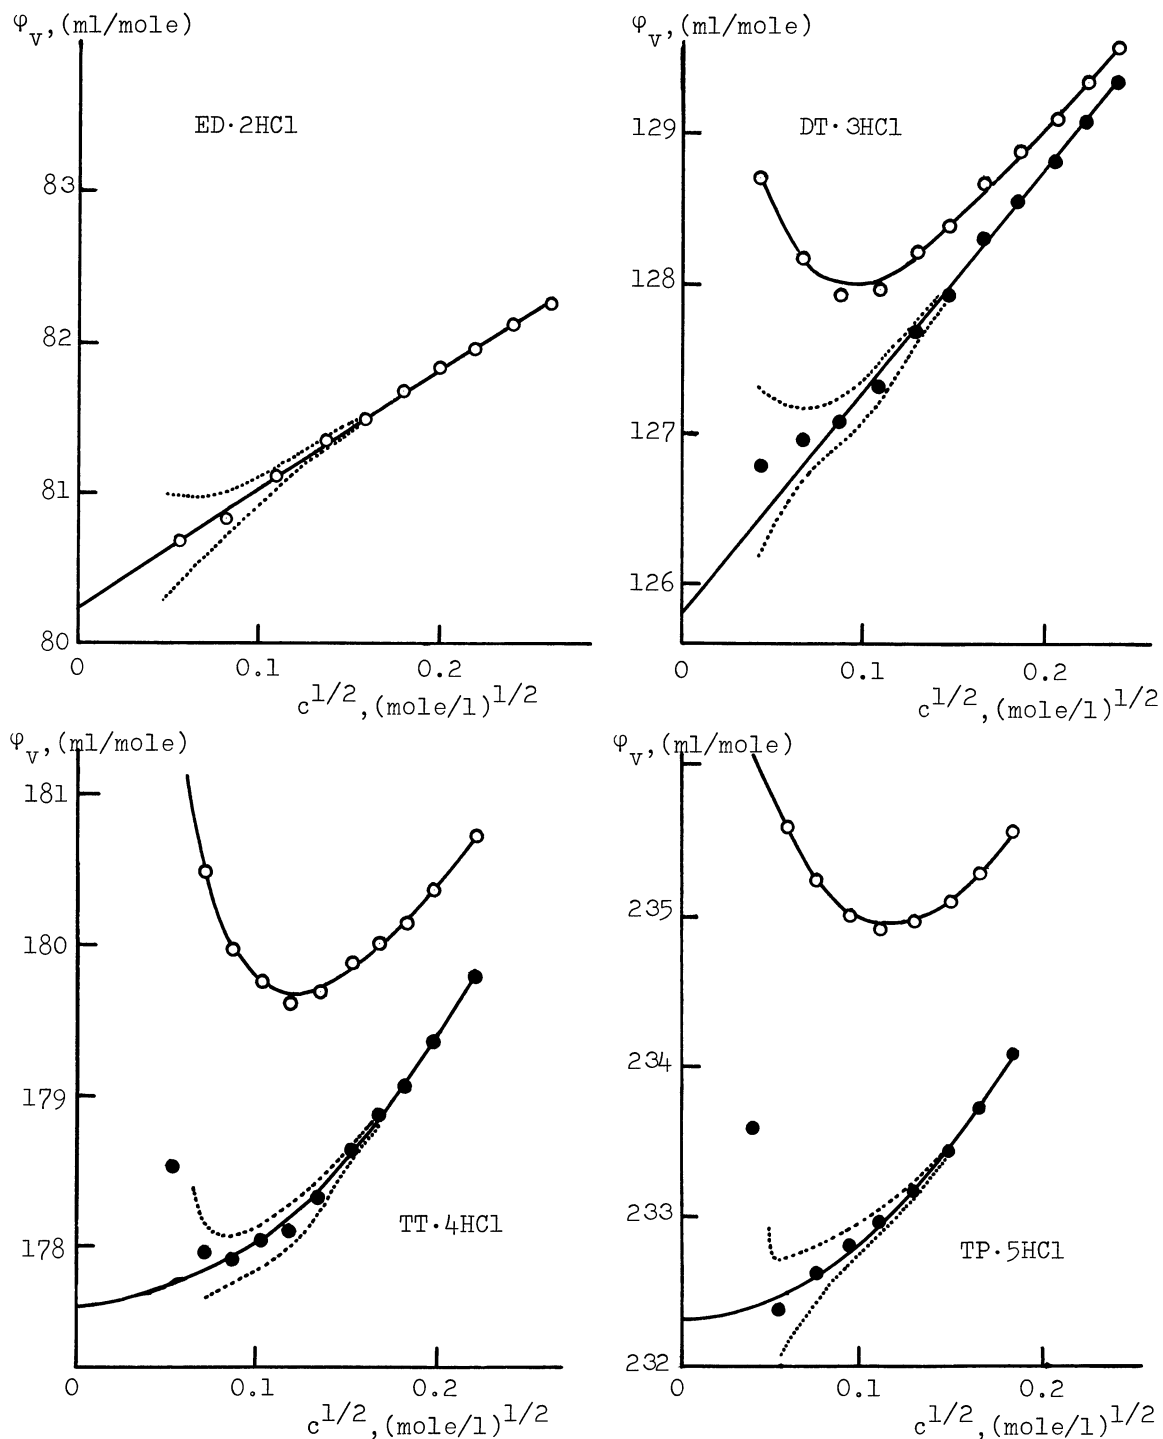 φv,(ml/mole)
ED·2HCl
83
82
81
80
0 0.1 0.2
c1/2,(mole/l)1/2
φv,(ml/mole)
DT·3HCl
129
128
127
126
0 0.1 0.2
c1/2,(mole/l)1/2
φv,(ml/mole)
181
180
179
TT·4HCl
178
0 0.1 0.2
c1/2,(mole/l)1/2
φv,(ml/mole)
235
234
233
TP·5HCl
232
0 0.1 0.2
c1/2,(mole/l)1/2